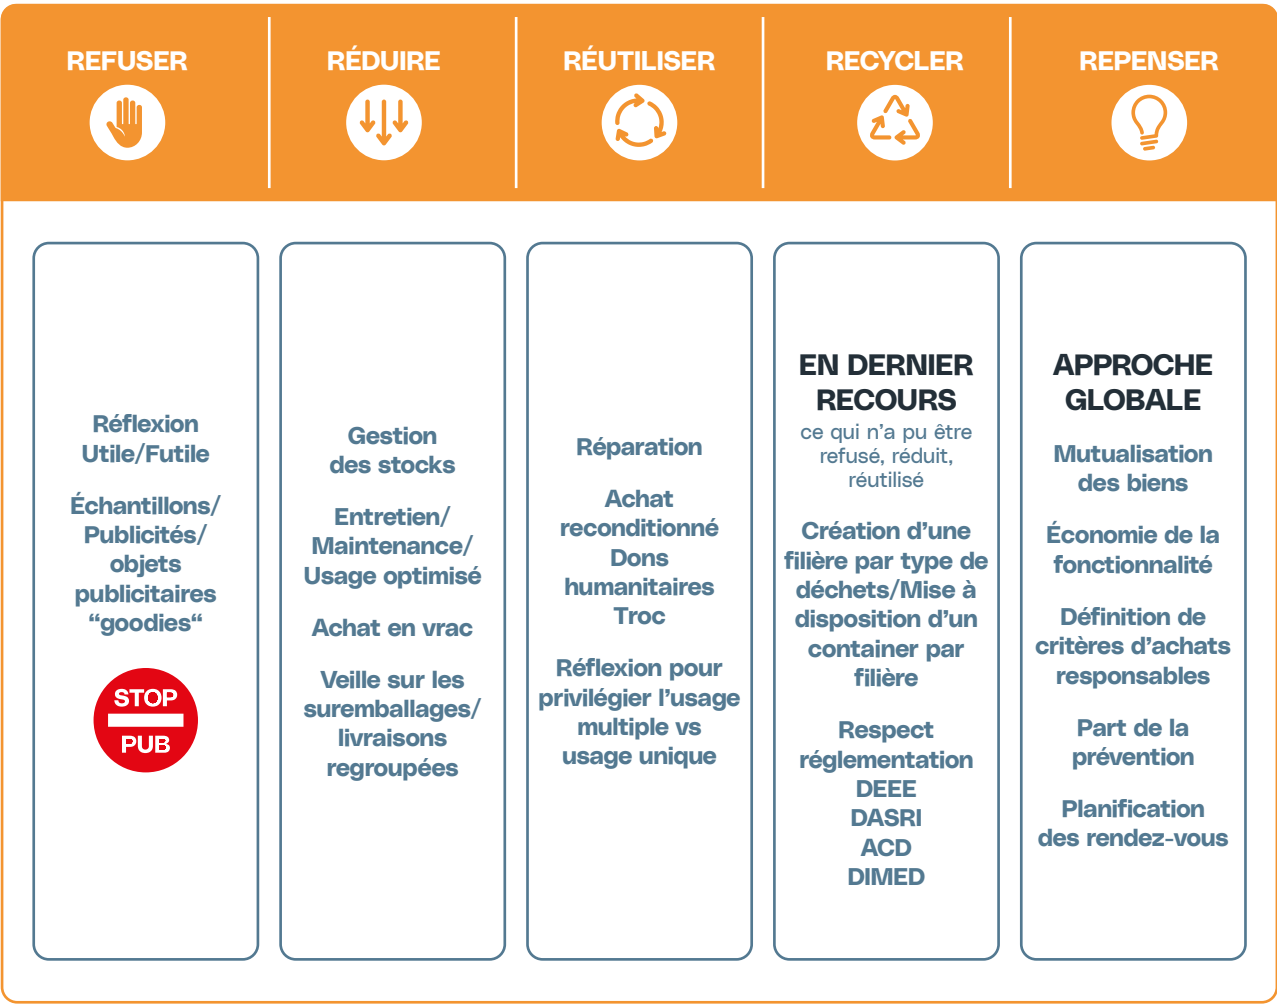 REFUSER
RÉDUIRE
RÉUTILISER
RECYCLER
REPENSER
Réflexion
Utile/Futile
Échantillons/
Publicités/
objets
publicitaires
“goodies“
STOP
PUB
Gestion
des stocks
Entretien/
Maintenance/
Usage optimisé
Achat en vrac
Veille sur les
suremballages/
livraisons
regroupées
Réparation
Achat
reconditionné
Dons
humanitaires
Troc
Réflexion pour
privilégier l’usage
multiple vs
usage unique
EN DERNIER
RECOURS
ce qui n’a pu être
refusé, réduit,
réutilisé
Création d’une
filière par type de
déchets/Mise à
disposition d’un
container par
filière
Respect
réglementation
DEEE
DASRI
ACD
DIMED
APPROCHE
GLOBALE
Mutualisation
des biens
Économie de la
fonctionnalité
Définition de
critères d’achats
responsables
Part de la
prévention
Planification
des rendez-vous